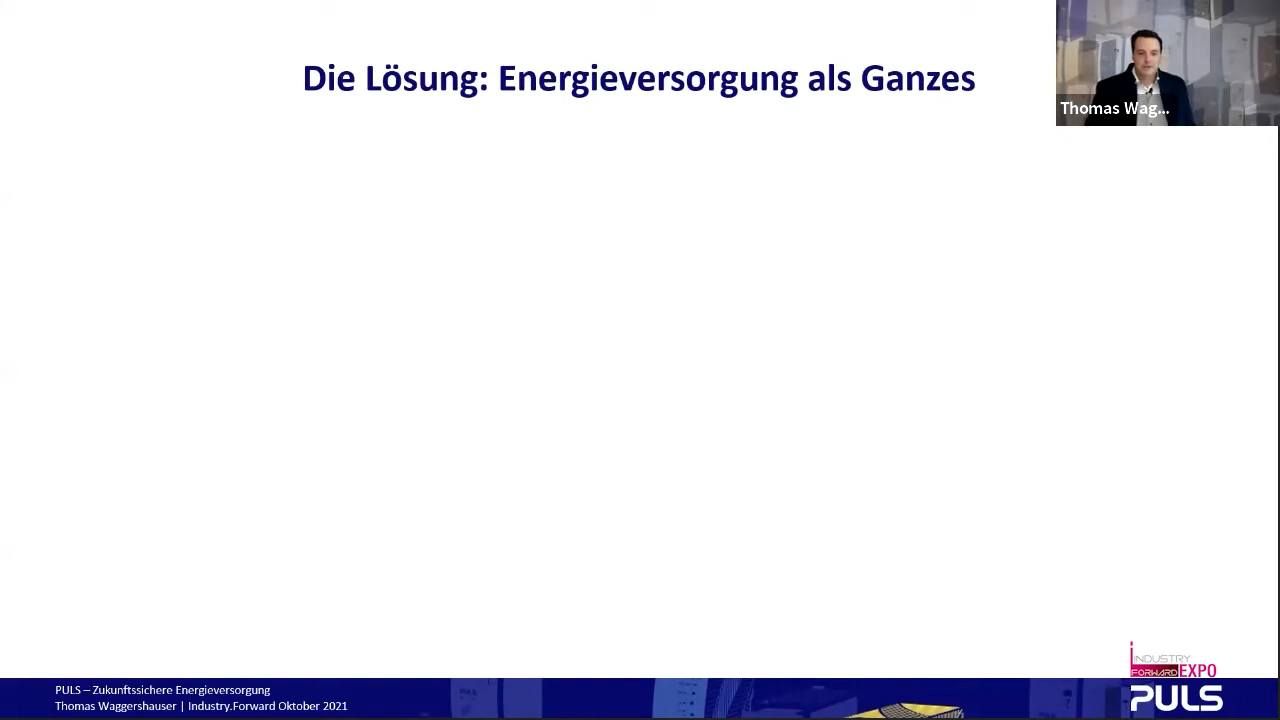 Die Lösung: Energieversorgung als Ganzes
Thomas Wag...
INDUSTRY
FORWARD EXPO
PULS – Zukunftssichere Energieversorgung
Thomas Waggershauser | Industry.Forward Oktober 2021
PULS